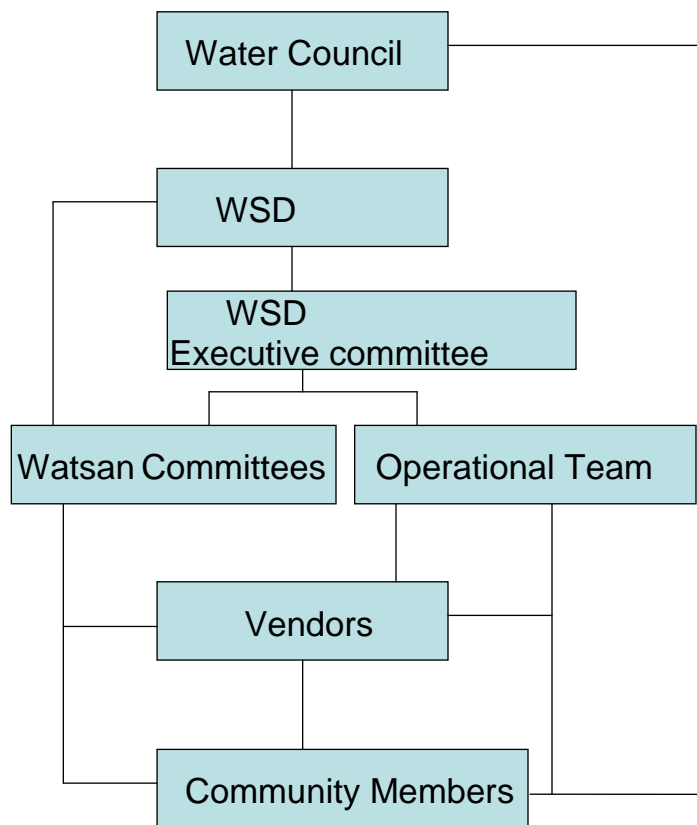 Water Council
WSD
WSD
Executive committee
Watsan Committees
Operational Team
Vendors
Community Members